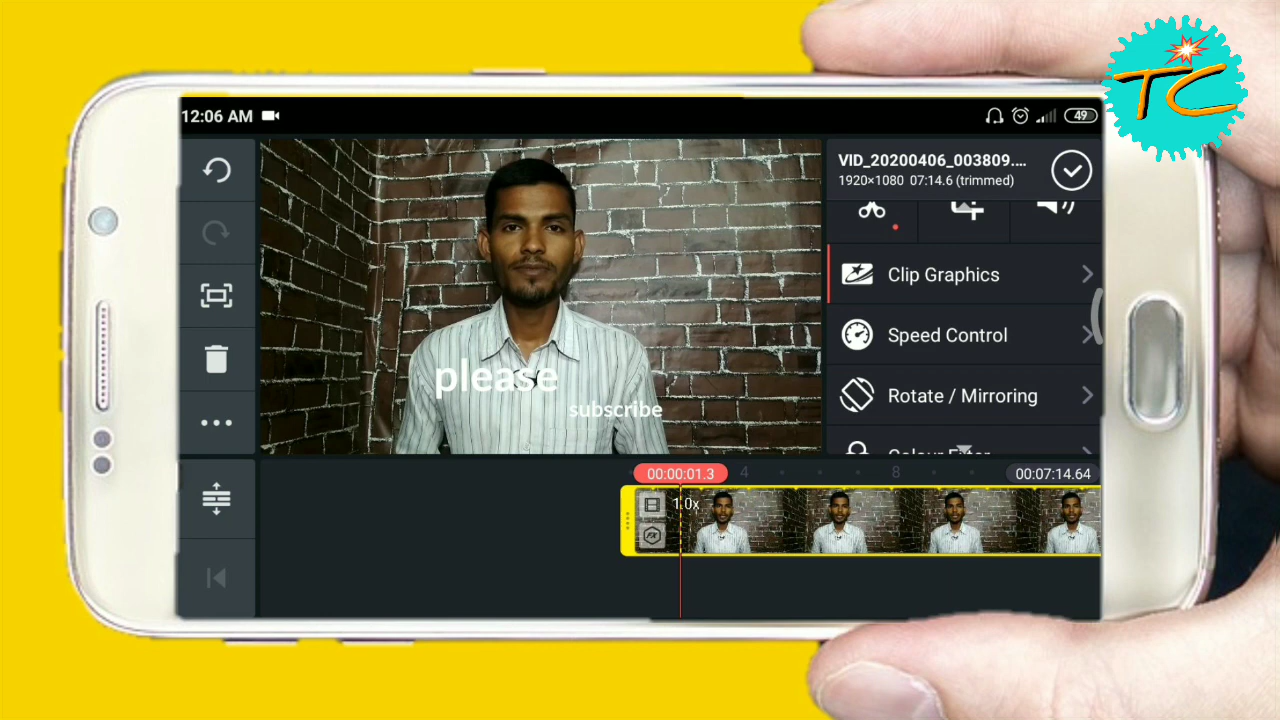 TC
12:06 AM
49
VID_20200406_003809....
1920×1080 07:14.6 (trimmed)
Clip Graphics
Speed Control
Rotate / Mirroring
please
subscribe
00:00:01.3
4
8
00:07:14.64
1.0x
FX